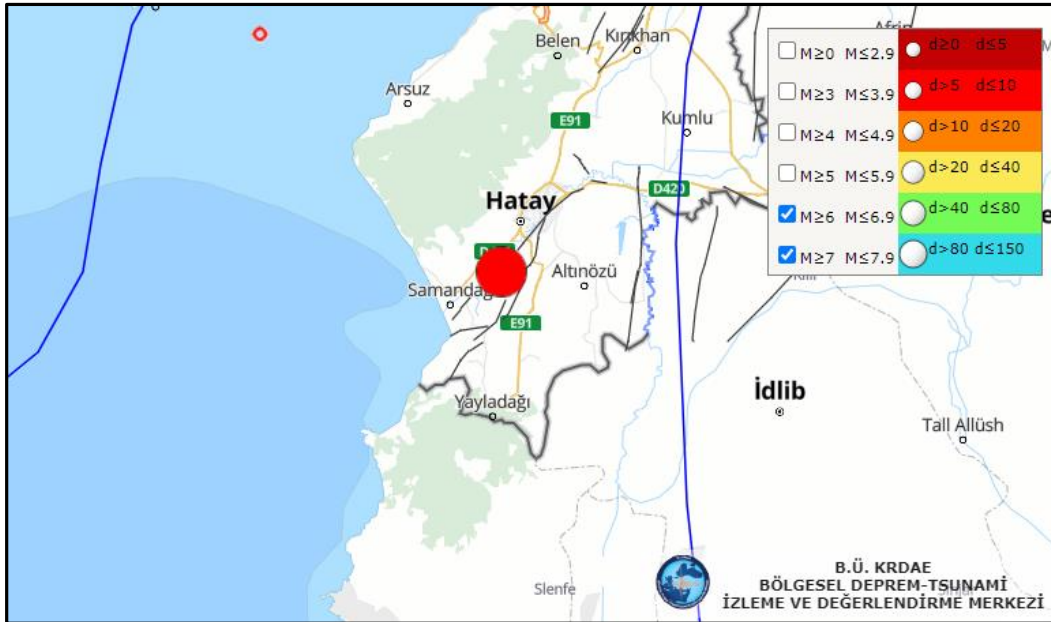 Belen
Kırıkhan
Arsuz
E91
Kumlu
Hatay
D420
Altınözü
Samandağ
E91
Yayladağı
İdlib
Tall Allūsh
Slenfe
M≥0 M≤2.9 d≥0 d≤5
M≥3 M≤3.9 d>5 d≤10
M≥4 M≤4.9 d>10 d≤20
M≥5 M≤5.9 d>20 d≤40
M≥6 M≤6.9 d>40 d≤80
M≥7 M≤7.9 d>80 d≤150
B.Ü. KRDAE
BÖLGESEL DEPREM-TSUNAMİ
İZLEME VE DEĞERLENDİRME MERKEZİ